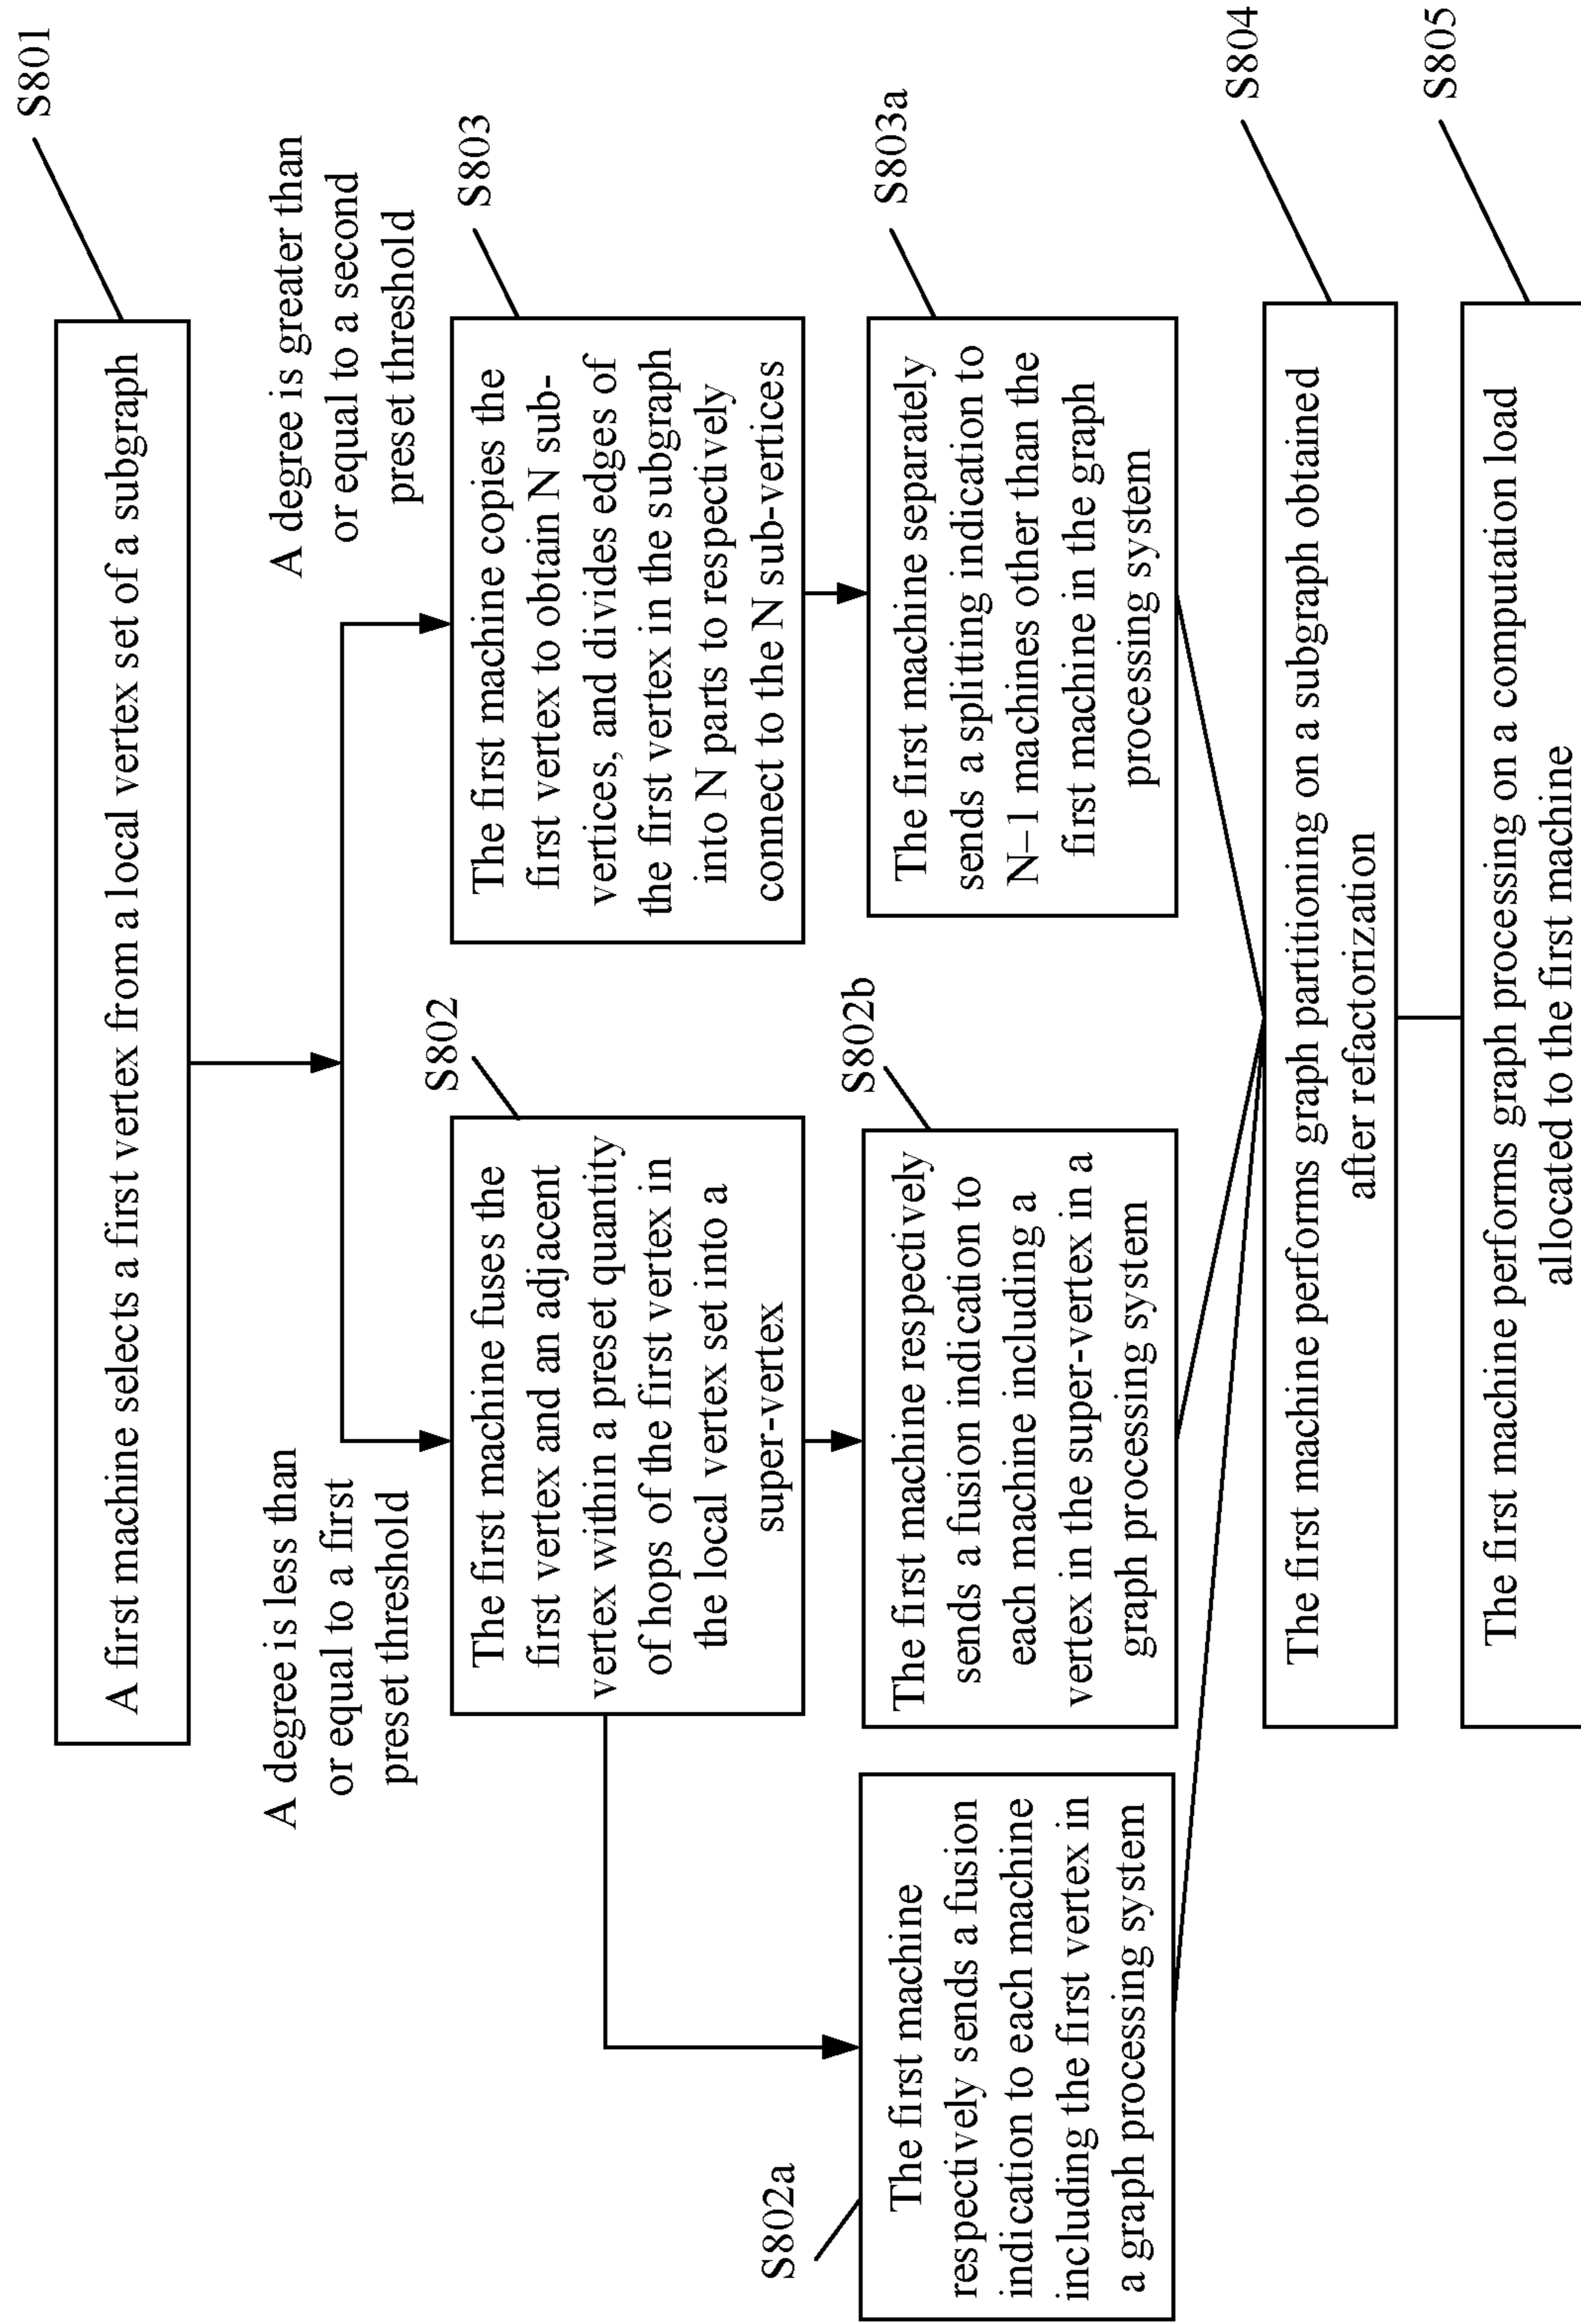 S801
A first machine selects a first vertex from a local vertex set of a subgraph
A degree is less than
or equal to a first
preset threshold
A degree is greater than
or equal to a second
preset threshold
S802
The first machine fuses the
first vertex and an adjacent
vertex within a preset quantity
of hops of the first vertex in
the local vertex set into a
super-vertex
S803
The first machine copies the
first vertex to obtain N sub-
vertices, and divides edges of
the first vertex in the subgraph
into N parts to respectively
connect to the N sub-vertices
S802a
The first machine
respectively sends a fusion
indication to each machine
including the first vertex in
a graph processing system
S802b
The first machine respectively
sends a fusion indication to
each machine including a
vertex in the super-vertex in a
graph processing system
S803a
The first machine separately
sends a splitting indication to
N–1 machines other than the
first machine in the graph
processing system
S804
The first machine performs graph partitioning on a subgraph obtained
after refactorization
S805
The first machine performs graph processing on a computation load
allocated to the first machine